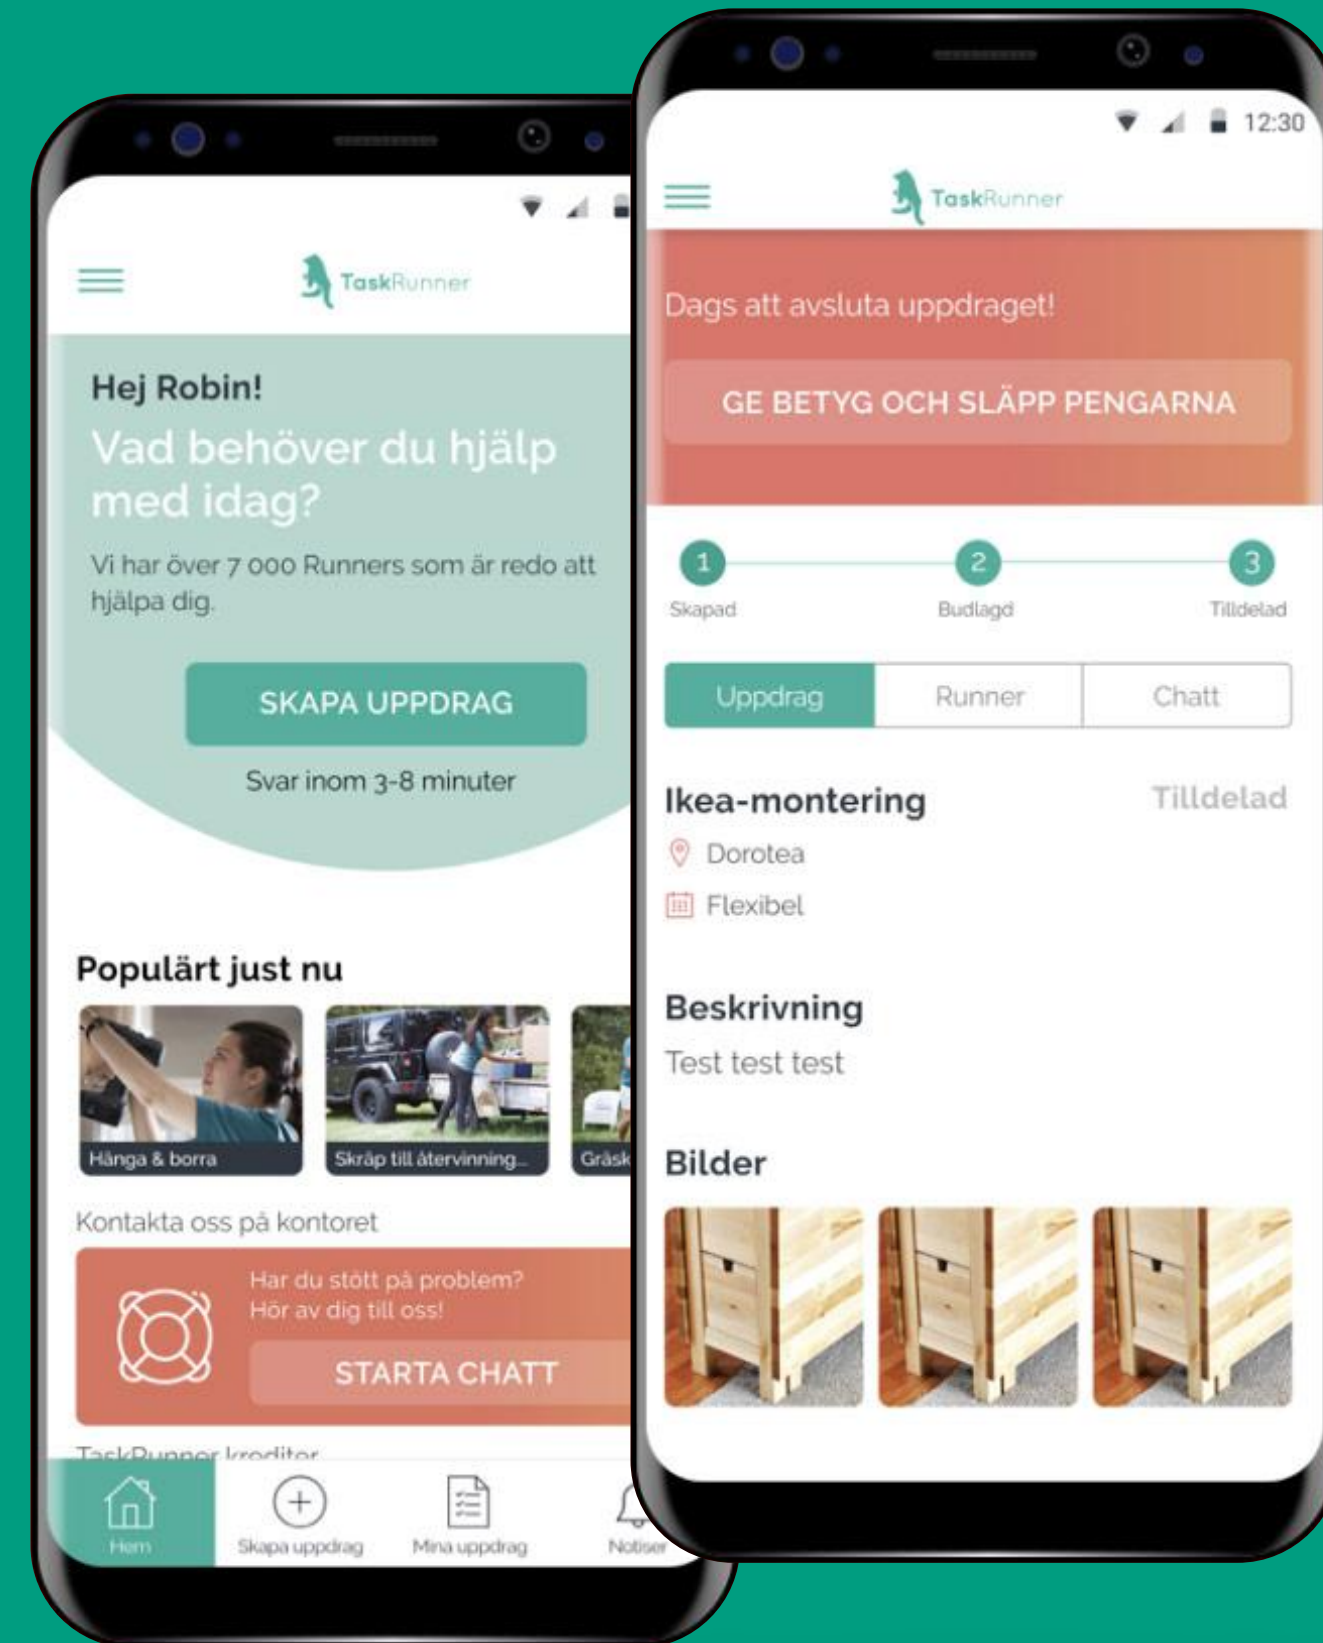 TaskRunner
Hej Robin!
Vad behöver du hjälp
med idag?
Vi har över 7 000 Runners som är redo att
hjälpa dig.
SKAPA UPPDRAG
Svar inom 3-8 minuter
Populärt just nu
Hänga & borra
Skräp till återvinning...
Gräsk
Kontakta oss på kontoret
Har du stött på problem?
Hör av dig till oss!
STARTA CHATT
TaskRunner krediter
Hem
Skapa uppdrag
Mina uppdrag
Notiser
12:30
TaskRunner
Dags att avsluta uppdraget!
GE BETYG OCH SLÄPP PENGARNA
1
2
3
Skapad
Budlagd
Tilldelad
Uppdrag
Runner
Chatt
Ikea-montering
Tilldelad
Dorotea
Flexibel
Beskrivning
Test test test
Bilder